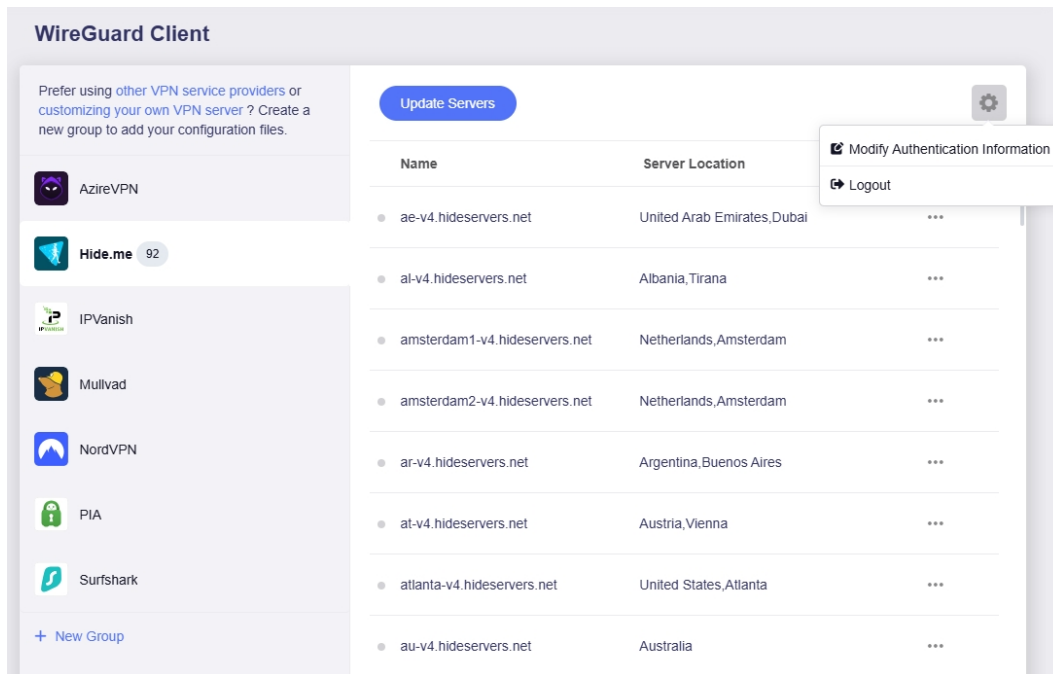 WireGuard Client
Prefer using other VPN service providers or
customizing your own VPN server ? Create a
new group to add your configuration files.
AzireVPN
Hide.me 92
IPVanish
Mullvad
NordVPN
PIA
Surfshark
+ New Group
Update Servers
Modify Authentication Information
Logout
Name Server Location
ae-v4.hideservers.net United Arab Emirates,Dubai
al-v4.hideservers.net Albania,Tirana
amsterdam1-v4.hideservers.net Netherlands,Amsterdam
amsterdam2-v4.hideservers.net Netherlands,Amsterdam
ar-v4.hideservers.net Argentina,Buenos Aires
at-v4.hideservers.net Austria,Vienna
atlanta-v4.hideservers.net United States,Atlanta
au-v4.hideservers.net Australia
IP
IPVANISH